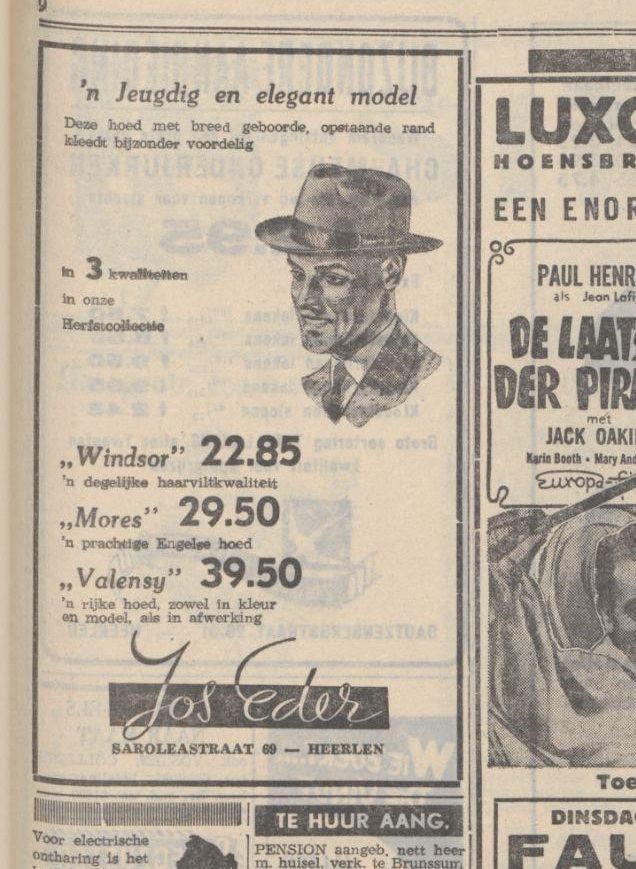 9
'n Jeugdig en elegant model
Deze hoed met breed geboorde, opstaande rand
kleedt bijzonder voordelig
in 3 kwaliteiten
in onze
Herfstcollectie
„Windsor” 22.85
'n degelijke haarviltkwaliteit
„Mores” 29.50
'n prachtige Engelse hoed
„Valensy” 39.50
'n rijke hoed, zowel in kleur
en model, als in afwerking
Jos Eder
SAROLEASTRAAT 69 — HEERLEN
Voor electrische
ontharing is het
TE HUUR AANG.
PENSION aangeb. nett heer
m. huisel. verk. te Brunssum
LUXO
HOENSBR
EEN ENOR
PAUL HENR
als Jean Lafi
DE LAATS
DER PIRA
met
JACK OAKI
Karin Booth • Mary And
Europa-fi
Toe
DINSDA
FAU